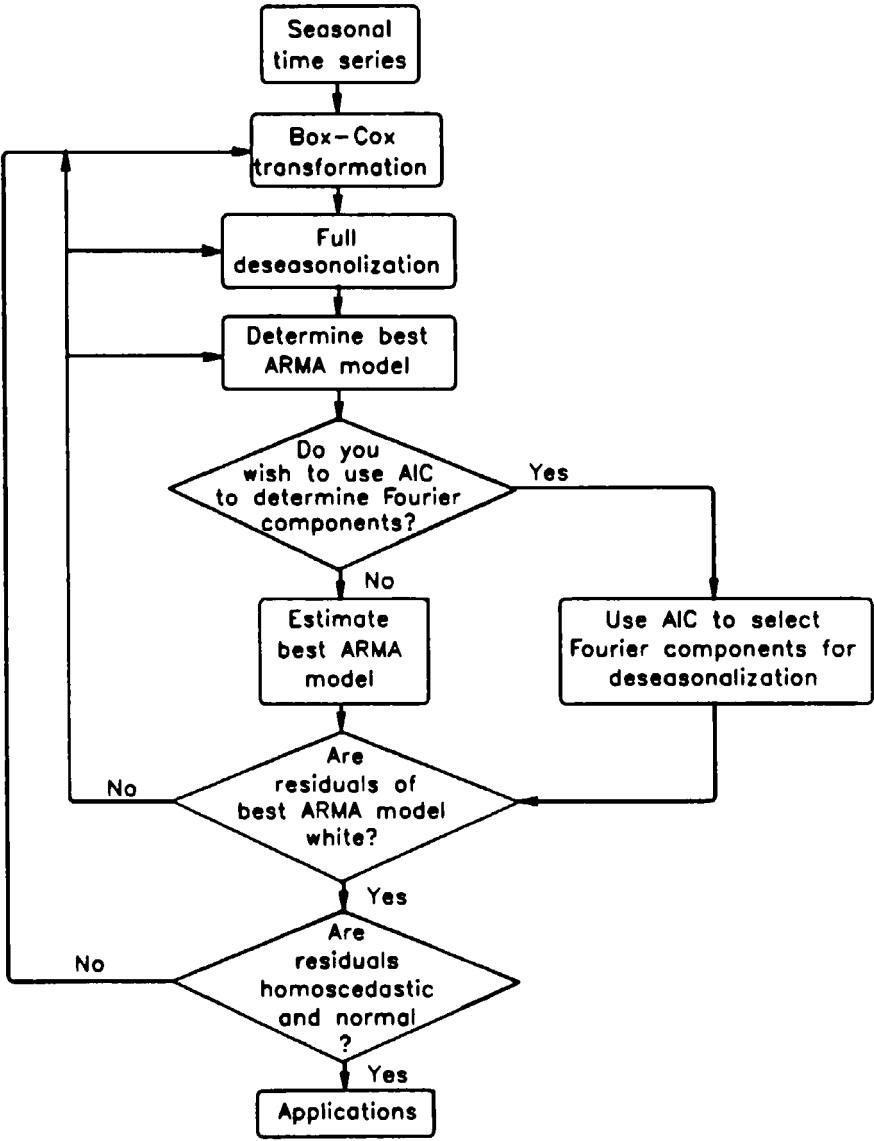 Seasonal
time series
Box-Cox
transformation
Full
deseasonolization
Determine best
ARMA model
Do you
wish to use AIC
to determine Fourier
components?
Yes
No
Estimate
best ARMA
model
Use AIC to select
Fourier components for
deseasonalization
Are
residuals of
best ARMA model
white?
No
Yes
Are
residuals
homoscedastic
and normal
?
No
Yes
Applications